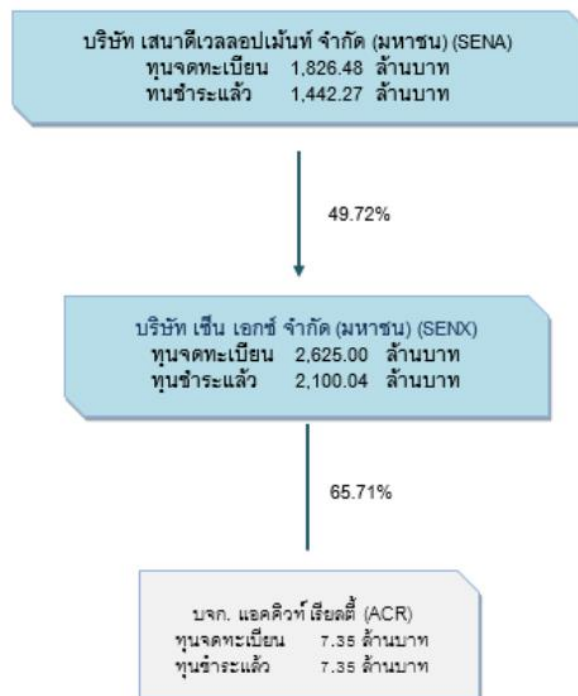 บริษัท เสนาดีเวลลอปเม้นท์ จำกัด (มหาชน) (SENA)
ทุนจดทะเบียน 1,826.48 ล้านบาท
ทนชำระแล้ว 1,442.27 ล้านบาท
49.72%
บริษัท เซ็น เอกซ์ จำกัด (มหาชน) (SENX)
ทุนจดทะเบียน 2,625.00 ล้านบาท
ทุนชำระแล้ว 2,100.04 ล้านบาท
65.71%
บจก. แอคคิวท์ เรียลตี้ (ACR)
ทุนจดทะเบียน 7.35 ล้านบาท
ทุนชำระแล้ว 7.35 ล้านบาท